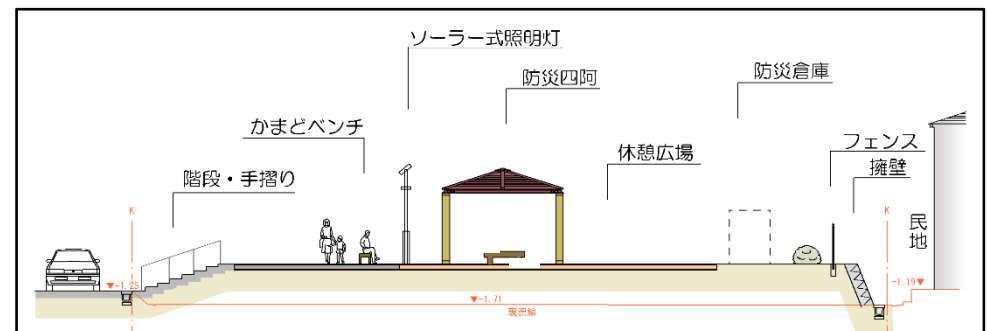 ソーラー式照明灯
防災四阿
防災倉庫
かまどベンチ
休憩広場
フェンス
擁壁
階段・手摺り
民地
K
K
▼-1.25
▼-1.71
現況線
-1.19▼